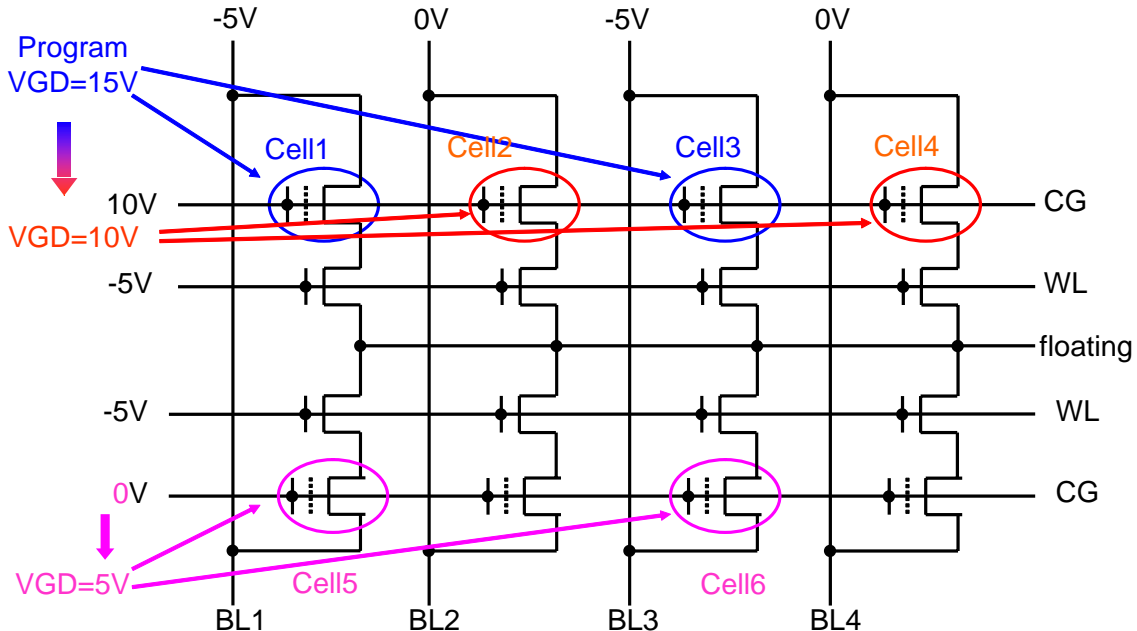 -5V 0V -5V 0V
Program
VGD=15V
Cell1 Cell2 Cell3 Cell4
10V CG
VGD=10V
-5V WL
floating
-5V WL
0V CG
VGD=5V Cell5 Cell6
BL1 BL2 BL3 BL4